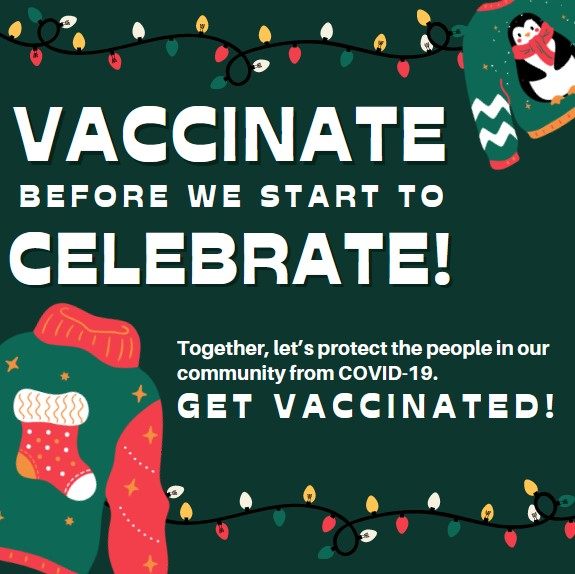 VACCINATE
BEFORE WE START TO
CELEBRATE!
Together, let's protect the people in our
community from COVID-19.
GET VACCINATED!